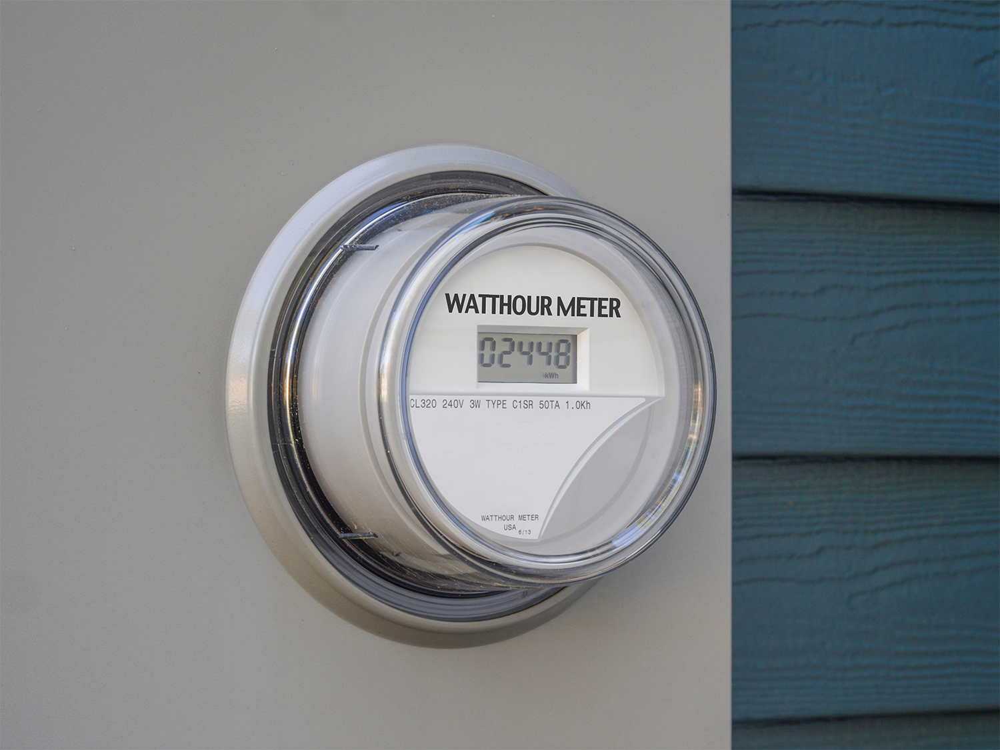 WATTHOUR METER
02448
kWh
CL320 240V 3W TYPE C1SR 50TA 1.0Kh
WATTHOUR METER
USA 6/13